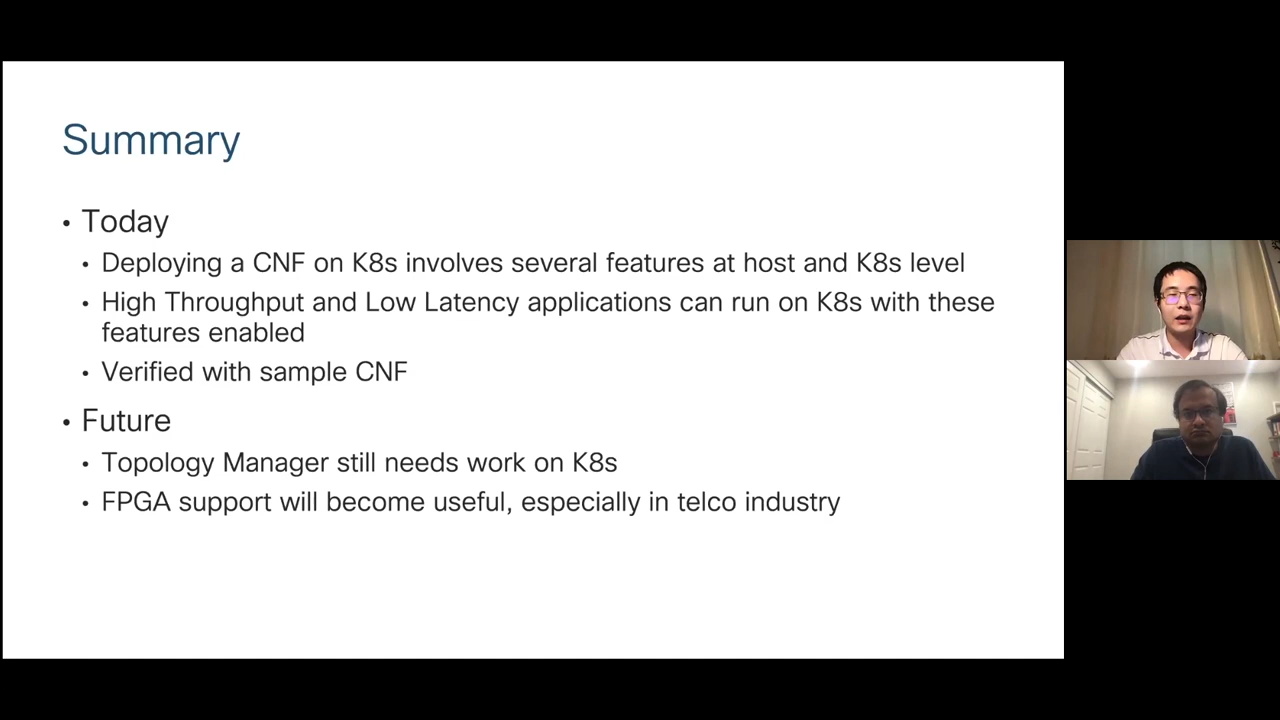 Summary
• Today
• Deploying a CNF on K8s involves several features at host and K8s level
• High Throughput and Low Latency applications can run on K8s with these
features enabled
• Verified with sample CNF
• Future
• Topology Manager still needs work on K8s
• FPGA support will become useful, especially in telco industry